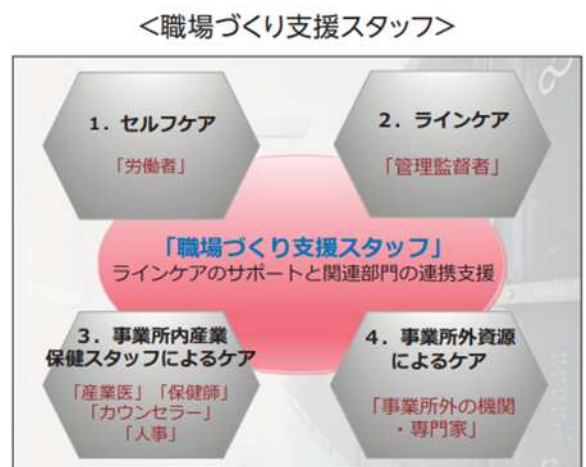 <職場づくり支援スタッフ>
1．セルフケア
「労働者」
2．ラインケア
「管理監督者」
「職場づくり支援スタッフ」
ラインケアのサポートと関連部門の連携支援
3．事業所内産業
保健スタッフによるケア
「産業医」「保健師」
「カウンセラー」
「人事」
4．事業所外資源
によるケア
「事業所外の機関
・専門家」